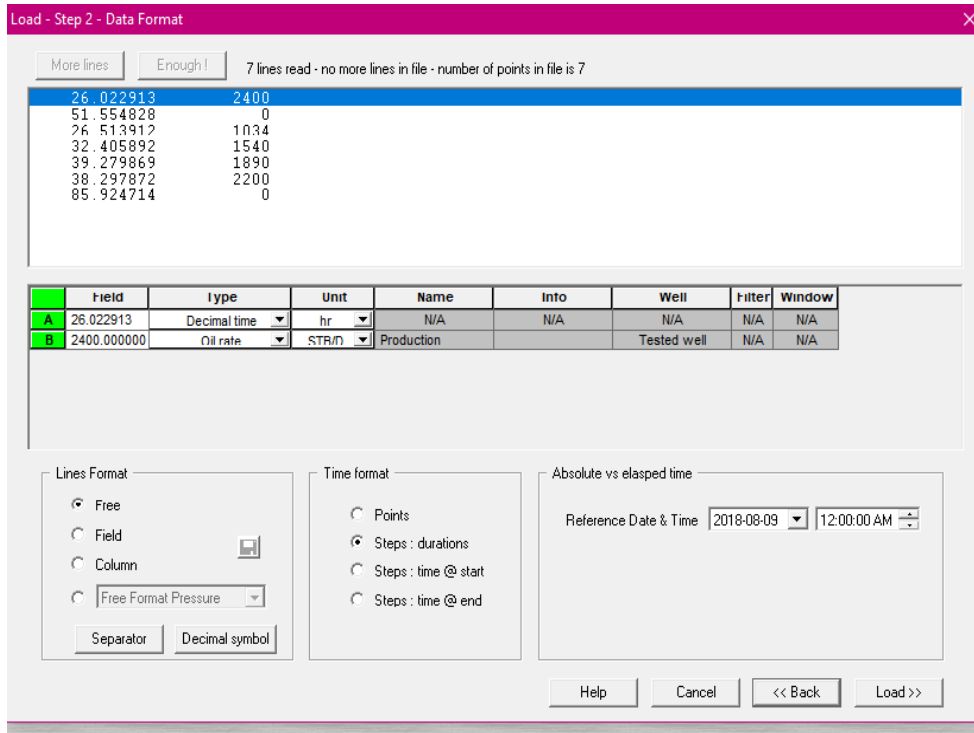 Load - Step 2 - Data Format
More lines Enough ! 7 lines read - no more lines in file - number of points in file is 7
26.022913 2400
51.554828 0
26.513912 1034
32.405892 1540
39.279869 1890
38.297872 2200
85.924714 0
Field Type Unit Name Info Well Filter Window
A 26.022913 Decimal time hr N/A N/A N/A N/A N/A
B 2400.000000 Oil rate STB/D Production Tested well N/A N/A
Lines Format
Free
Field
Column
Free Format Pressure
Separator Decimal symbol
Time format
Points
Steps : durations
Steps : time @ start
Steps : time @ end
Absolute vs elasped time
Reference Date & Time 2018-08-09 12:00:00 AM
Help Cancel << Back Load >>